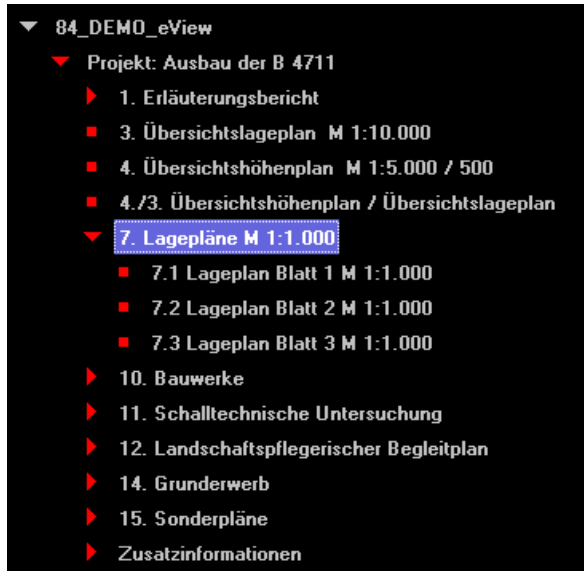 84_DEMO_eView
Projekt: Ausbau der B 4711
1. Erläuterungsbericht
3. Übersichtslageplan M 1:10.000
4. Übersichtshöhenplan M 1:5.000 / 500
4./3. Übersichtshöhenplan / Übersichtslageplan
7. Lagepläne M 1:1.000
7.1 Lageplan Blatt 1 M 1:1.000
7.2 Lageplan Blatt 2 M 1:1.000
7.3 Lageplan Blatt 3 M 1:1.000
10. Bauwerke
11. Schalltechnische Untersuchung
12. Landschaftspflegerischer Begleitplan
14. Grunderwerb
15. Sonderpläne
Zusatzinformationen